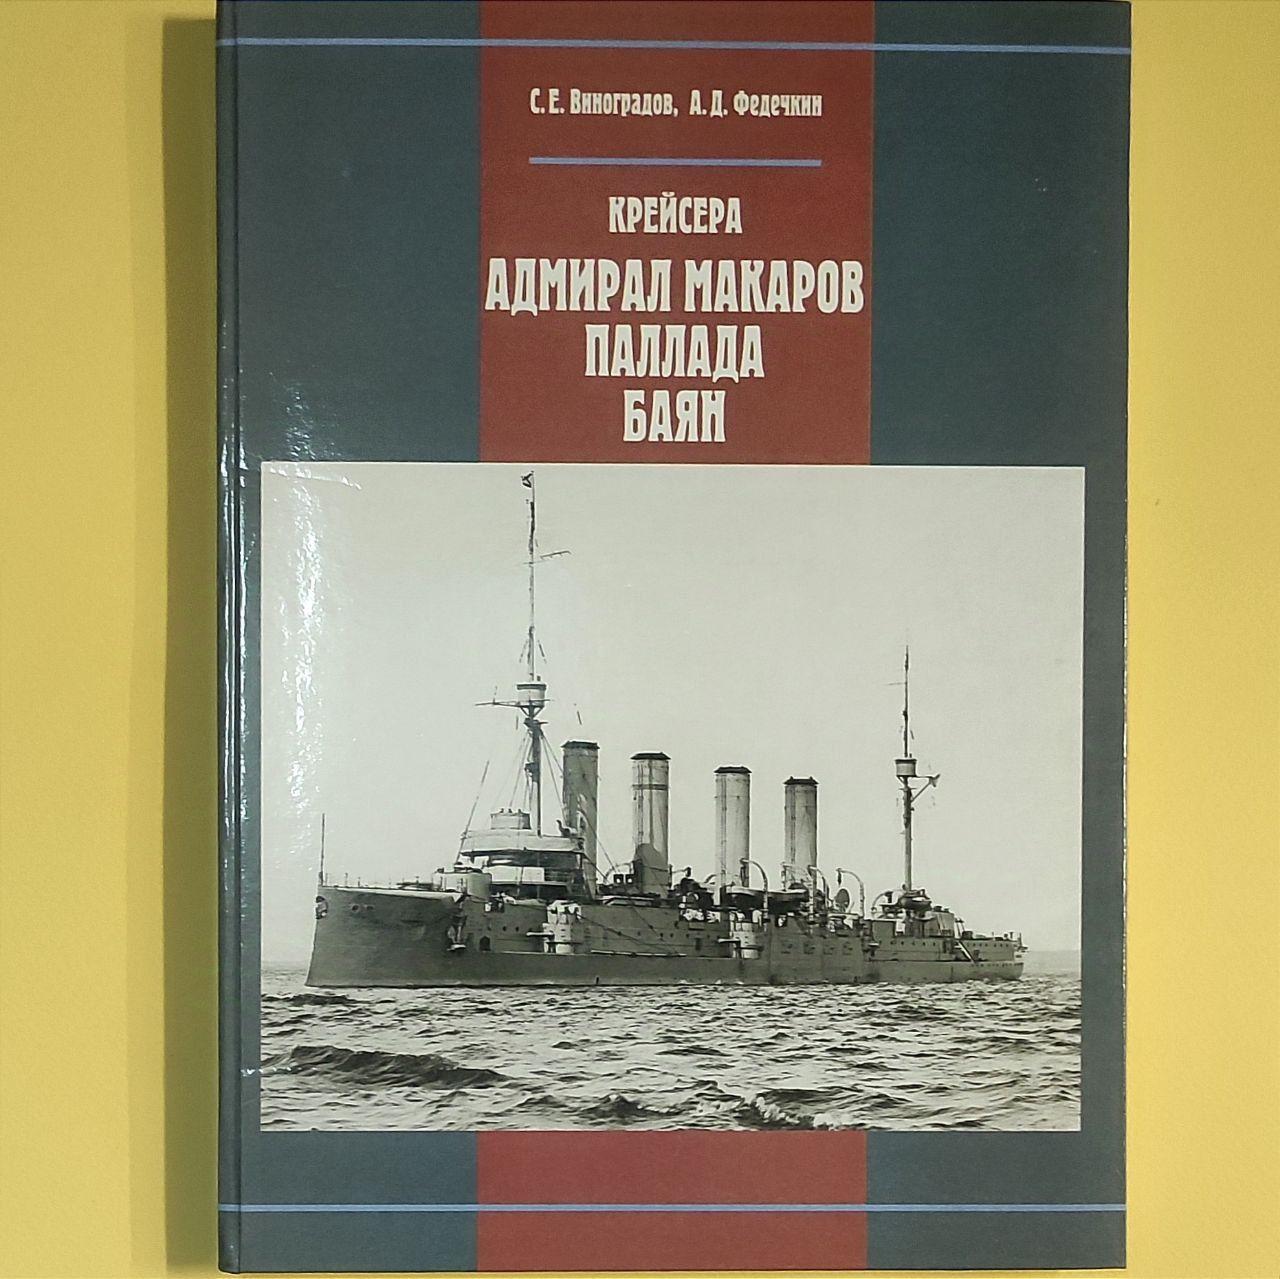 С. Е. Виноградов, А. Д. Федечкин
КРЕЙСЕРА
АДМИРАЛ МАКАРОВ
ПАЛЛАДА
БАЯН